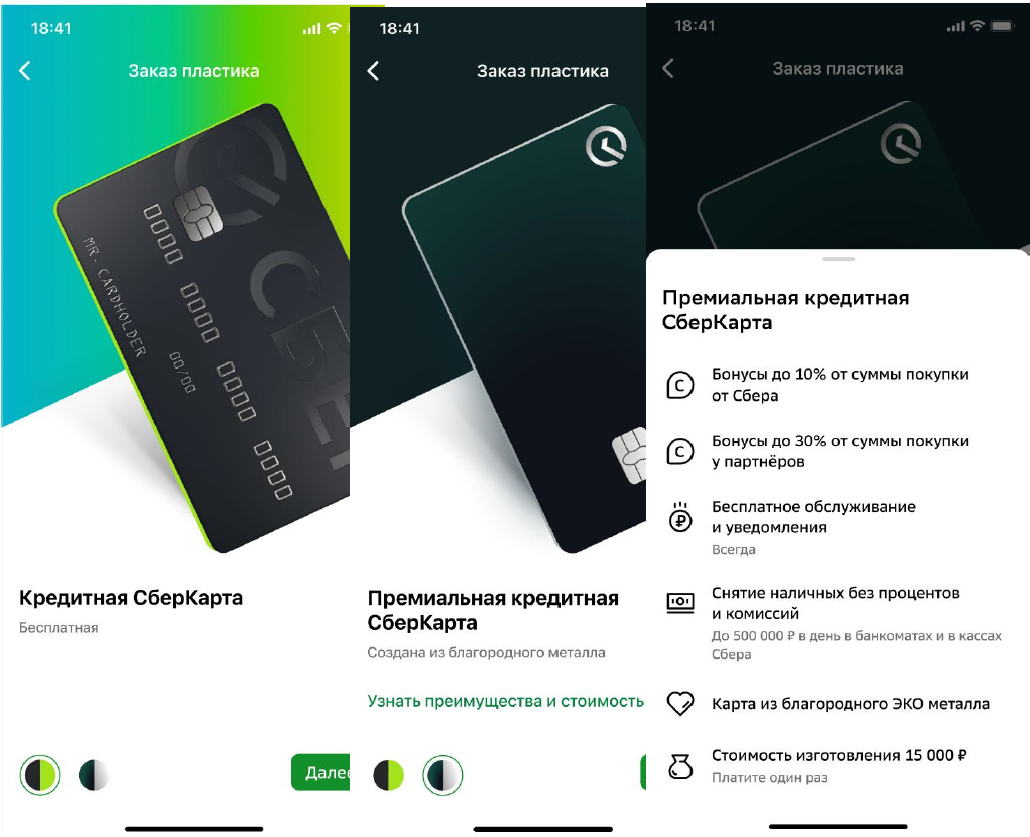 18:41
Заказ пластика
MR. CARDHOLDER
00/00
0000 0000 0000 0000
Кредитная СберКарта
Бесплатная
18:41
Заказ пластика
Премиальная кредитная
СберКарта
Создана из благородного металла
Узнать преимущества и стоимость
18:41
Заказ пластика
Премиальная кредитная
СберКарта
Бонусы до 10% от суммы покупки
от Сбера
Бонусы до 30% от суммы покупки
у партнёров
Бесплатное обслуживание
и уведомления
Всегда
Снятие наличных без процентов
и комиссий
До 500 000 ₽ в день в банкоматах и в кассах
Сбера
Карта из благородного ЭКО металла
Стоимость изготовления 15 000 ₽
Платите один раз